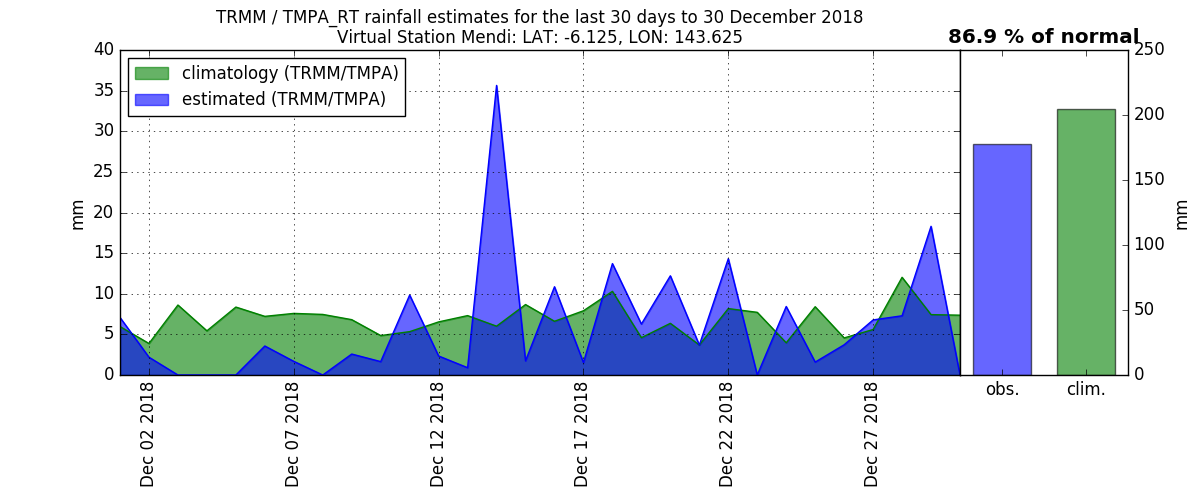 TRMM / TMPA_RT rainfall estimates for the last 30 days to 30 December 2018
Virtual Station Mendi: LAT: -6.125, LON: 143.625
86.9 % of normal
climatology (TRMM/TMPA)
estimated (TRMM/TMPA)
40
35
30
25
20
15
10
5
0
mm
Dec 02 2018
Dec 07 2018
Dec 12 2018
Dec 17 2018
Dec 22 2018
Dec 27 2018
250
200
150
100
50
0
mm
obs.
clim.